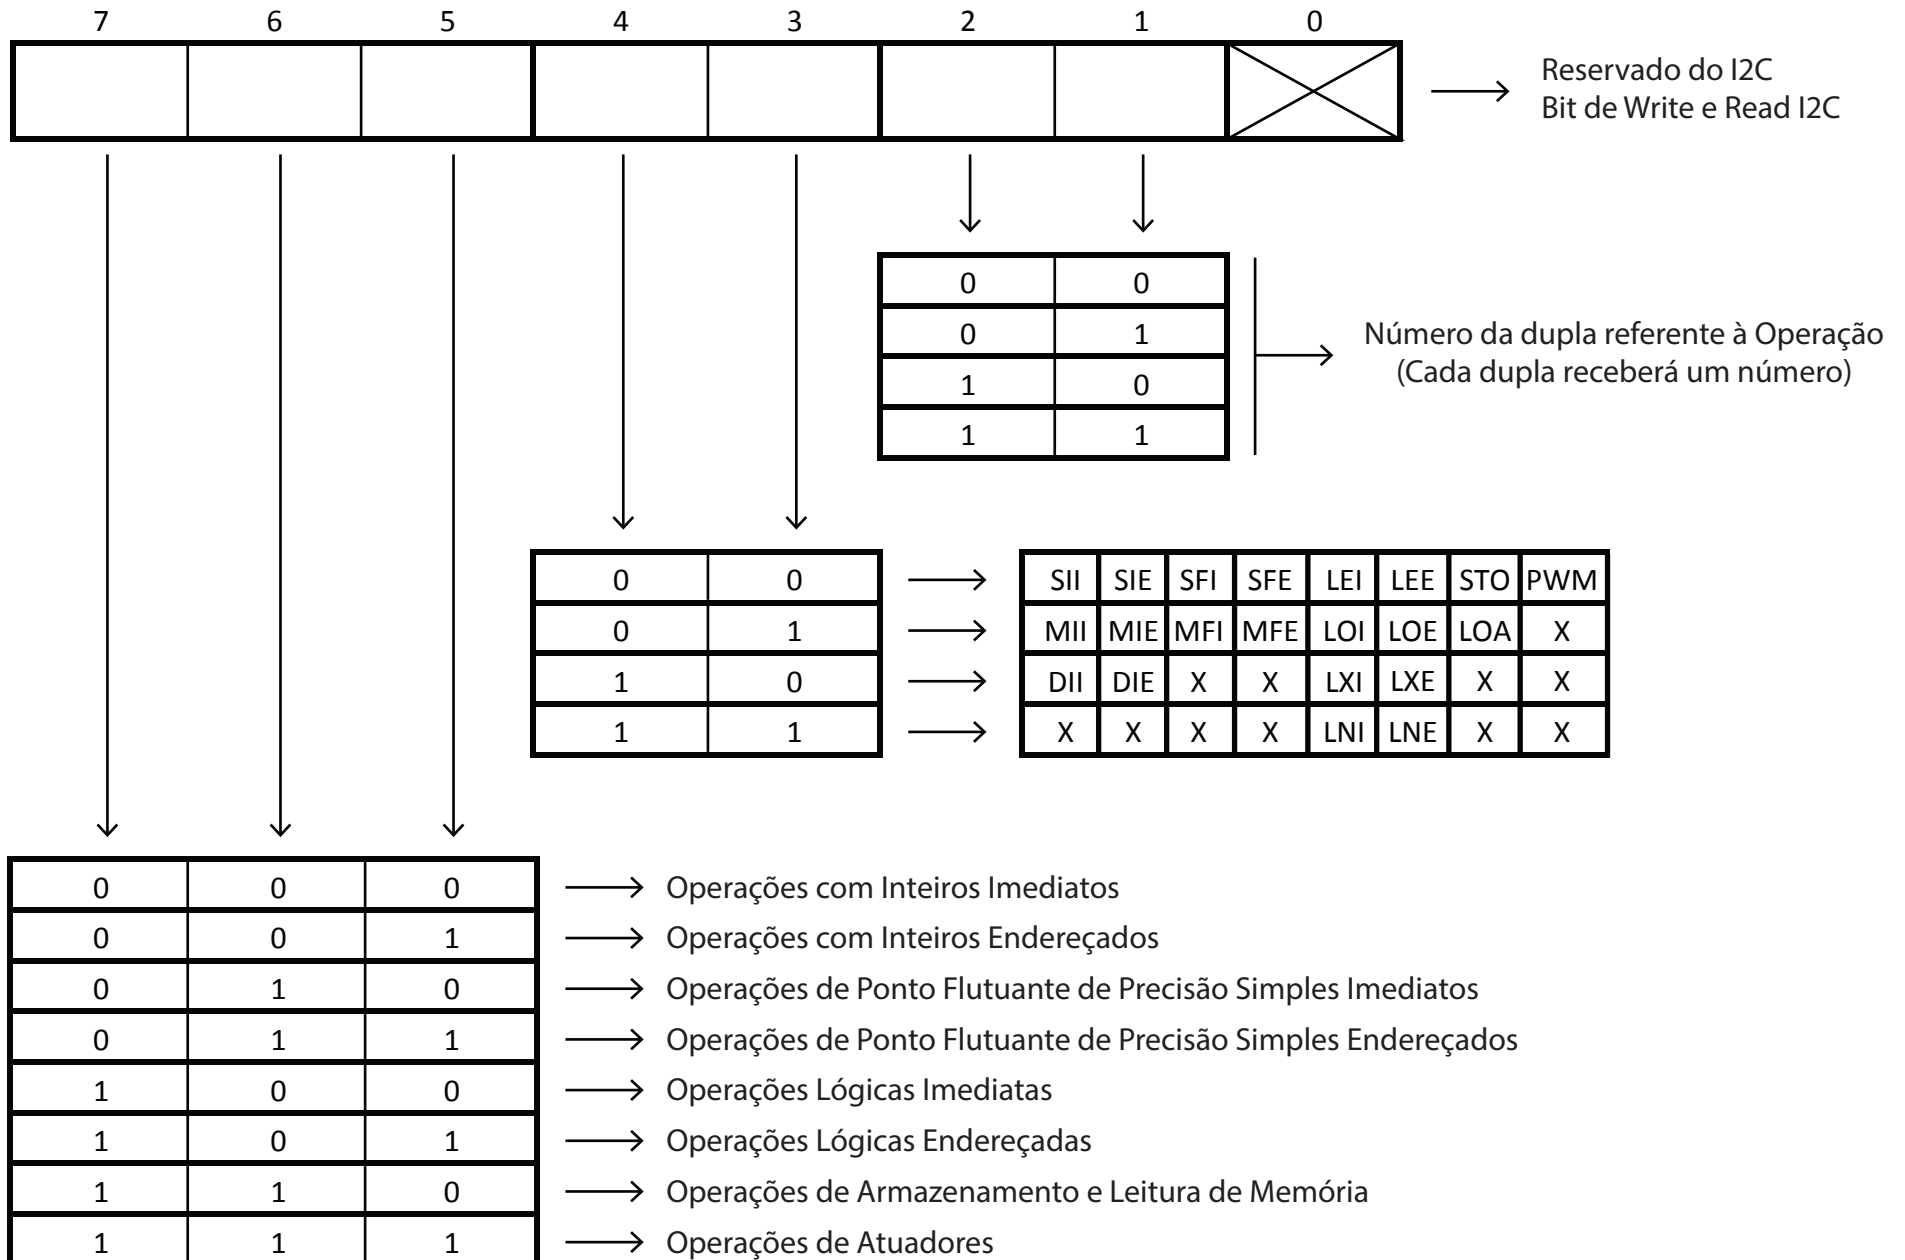 7 6 5 4 3 2 1 0
Reservado do I2C
Bit de Write e Read I2C
0 0
0 1
1 0
1 1
Número da dupla referente à Operação
(Cada dupla receberá um número)
0 0 SII SIE SFI SFE LEI LEE STO PWM
0 1 MII MIE MFI MFE LOI LOE LOA X
1 0 DII DIE X X LXI LXE X X
1 1 X X X X LNI LNE X X
0 0 0 Operações com Inteiros Imediatos
0 0 1 Operações com Inteiros Endereçados
0 1 0 Operações de Ponto Flutuante de Precisão Simples Imediatos
0 1 1 Operações de Ponto Flutuante de Precisão Simples Endereçados
1 0 0 Operações Lógicas Imediatas
1 0 1 Operações Lógicas Endereçadas
1 1 0 Operações de Armazenamento e Leitura de Memória
1 1 1 Operações de Atuadores